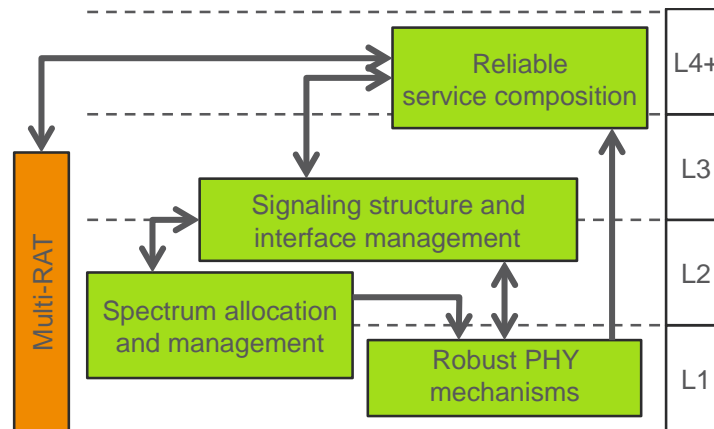 Reliable
service composition
L4+
L3
Signaling structure and
interface management
Multi-RAT
Spectrum allocation
and management
L2
Robust PHY
mechanisms
L1